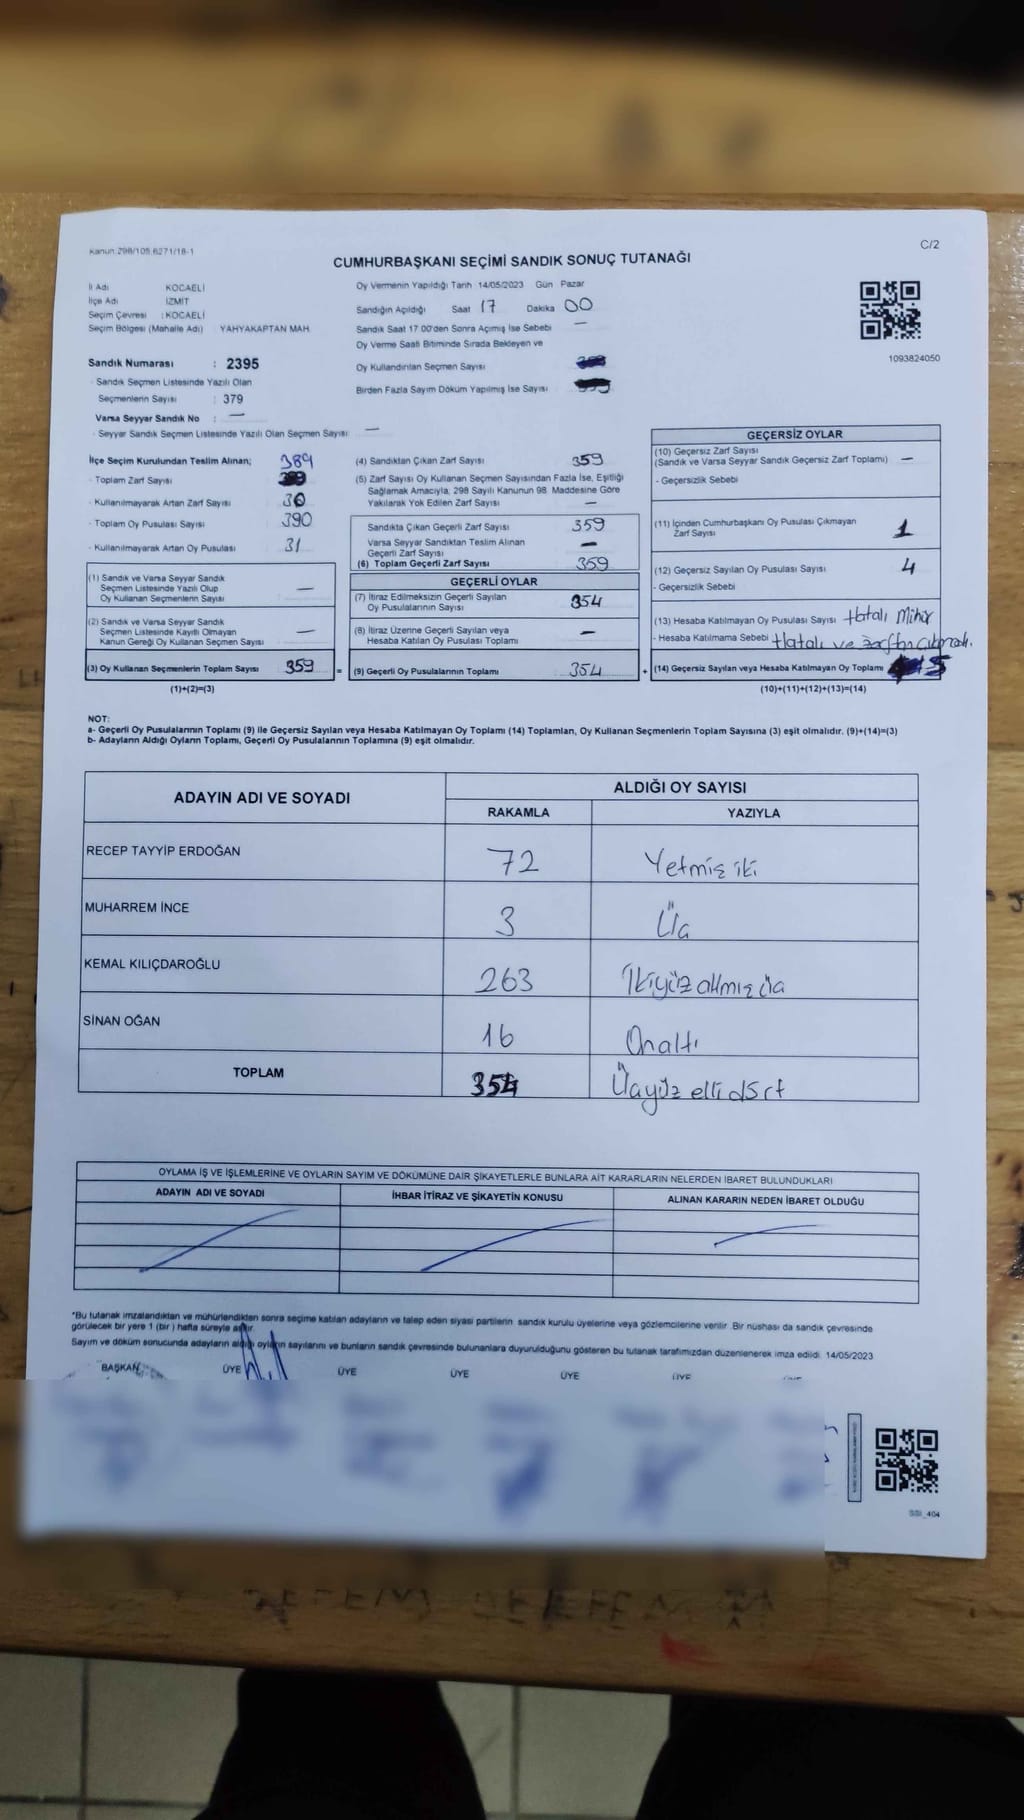 Kanun 298/105,6271/18-1
C/2
CUMHURBAŞKANI SEÇİMİ SANDIK SONUÇ TUTANAĞI
İl Adı KOCAELİ
İlçe Adı İZMİT
Seçim Çevresi : KOCAELİ
Seçim Bölgesi (Mahalle Adı) YAHYAKAPTAN MAH.
Sandık Numarası : 2395
- Sandık Seçmen Listesinde Yazılı Olan
Seçmenlerin Sayısı : 379
Varsa Seyyar Sandık No : —
- Seyyar Sandık Seçmen Listesinde Yazılı Olan Seçmen Sayısı : —
Oy Vermenin Yapıldığı Tarih 14/05/2023 Gün Pazar
Sandığın Açıldığı Saat 17 Dakika 00
Sandık Saat 17.00'den Sonra Açımış İse Sebebi —
Oy Verme Saati Bitiminde Sırada Bekleyen ve
Oy Kullandırılan Seçmen Sayısı
Birden Fazla Sayım Döküm Yapılmış İse Sayısı
1093824050
İlçe Seçim Kurulundan Teslim Alınan; 389
- Toplam Zarf Sayısı
- Kullanılmayarak Artan Zarf Sayısı 30
- Toplam Oy Pusulası Sayısı 390
- Kullanılmayarak Artan Oy Pusulası 31
(1) Sandık ve Varsa Seyyar Sandık
Seçmen Listesinde Yazılı Olup
Oy Kullanan Seçmenlerin Sayısı —
(2) Sandık ve Varsa Seyyar Sandık
Seçmen Listesinde Kayıtlı Olmayan
Kanun Gereği Oy Kullanan Seçmen Sayısı —
(3) Oy Kullanan Seçmenlerin Toplam Sayısı 359 =
(1)+(2)=(3)
(4) Sandıktan Çıkan Zarf Sayısı 359
(5) Zarf Sayısı Oy Kullanan Seçmen Sayısından Fazla İse, Eşitliği
Sağlamak Amacıyla, 298 Sayılı Kanunun 98. Maddesine Göre
Yakılarak Yok Edilen Zarf Sayısı —
Sandıkta Çıkan Geçerli Zarf Sayısı 359
Varsa Seyyar Sandıktan Teslim Alınan
Geçerli Zarf Sayısı —
(6) Toplam Geçerli Zarf Sayısı 359
GEÇERLİ OYLAR
(7) İtiraz Edilmeksizin Geçerli Sayılan
Oy Pusulalarının Sayısı 354
(8) İtiraz Üzerine Geçerli Sayılan veya
Hesaba Katılan Oy Pusulası Toplamı —
(9) Geçerli Oy Pusulalarının Toplamı 354 +
GEÇERSİZ OYLAR
(10) Geçersiz Zarf Sayısı
(Sandık ve Varsa Seyyar Sandık Geçersiz Zarf Toplamı) —
- Geçersizlik Sebebi
(11) İçinden Cumhurbaşkanı Oy Pusulası Çıkmayan
Zarf Sayısı 1
(12) Geçersiz Sayılan Oy Pusulası Sayısı 4
- Geçersizlik Sebebi
(13) Hesaba Katılmayan Oy Pusulası Sayısı Hatalı Mühür
- Hesaba Katılmama Sebebi Hatalı ve zarftan
(14) Geçersiz Sayılan veya Hesaba Katılmayan Oy Toplamı 5
(10)+(11)+(12)+(13)=(14)
NOT:
a- Geçerli Oy Pusulalarının Toplamı (9) ile Geçersiz Sayılan veya Hesaba Katılmayan Oy Toplamı (14) Toplamları, Oy Kullanan Seçmenlerin Toplam Sayısına (3) eşit olmalıdır. (9)+(14)=(3)
b- Adayların Aldığı Oyların Toplamı, Geçerli Oy Pusulalarının Toplamına (9) eşit olmalıdır.
ADAYIN ADI VE SOYADI
ALDIĞI OY SAYISI
RAKAMLA YAZIYLA
RECEP TAYYİP ERDOĞAN 72 Yetmiş iki
MUHARREM İNCE 3 Üç
KEMAL KILIÇDAROĞLU 263 İkiyüz altmış üç
SİNAN OĞAN 16 Onaltı
TOPLAM 354 Üçyüz elli dört
OYLAMA İŞ VE İŞLEMLERİNE VE OYLARIN SAYIM VE DÖKÜMÜNE DAİR ŞİKAYETLERLE BUNLARA AİT KARARLARIN NELERDEN İBARET BULUNDUKLARI
ADAYIN ADI VE SOYADI İHBAR İTİRAZ VE ŞİKAYETİN KONUSU ALINAN KARARIN NEDEN İBARET OLDUĞU
*Bu tutanak imzalandıktan ve mühürlendikten sonra seçime katılan adayların ve talep eden siyasi partilerin sandık kurulu üyelerine veya gözlemcilerine verilir. Bir nüshası da sandık çevresinde
görülecek bir yere 1 (bir) hafta süreyle asılır.
Sayım ve döküm sonucunda adayların aldığı oyların sayılarını ve bunların sandık çevresinde bulunanlara duyurulduğunu gösteren bu tutanak tarafımızdan düzenlenerek imza edildi. 14/05/2023
BAŞKAN ÜYE ÜYE ÜYE ÜYE ÜYE
SSI_404